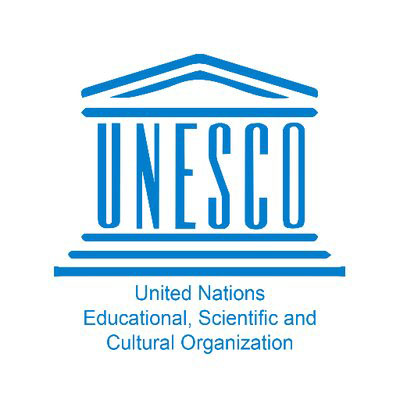 UNESCO
United Nations
Educational, Scientific and
Cultural Organization